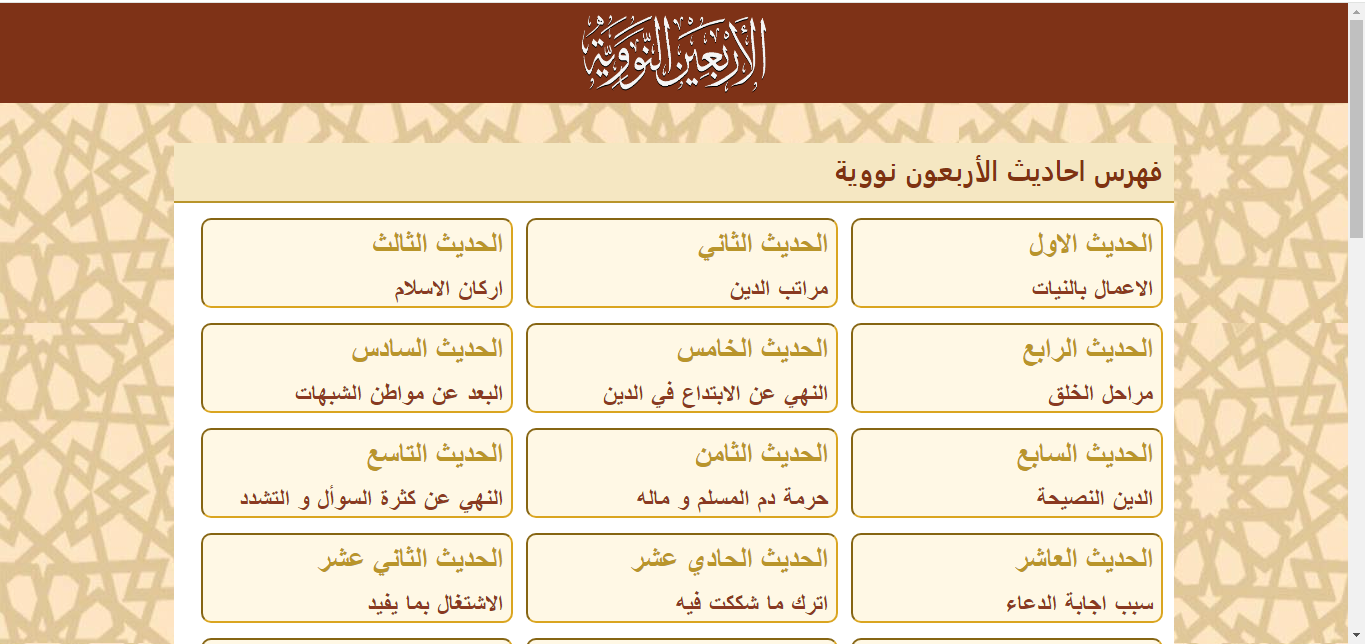 الأربعين النووية
فهرس احاديث الأربعون نووية
الحديث الاول
الاعمال بالنيات
الحديث الثاني
مراتب الدين
الحديث الثالث
اركان الاسلام
الحديث الرابع
مراحل الخلق
الحديث الخامس
النهي عن الابتداع في الدين
الحديث السادس
البعد عن مواطن الشبهات
الحديث السابع
الدين النصيحة
الحديث الثامن
حرمة دم المسلم و ماله
الحديث التاسع
النهي عن كثرة السوأل و التشدد
الحديث العاشر
سبب اجابة الدعاء
الحديث الحادي عشر
اترك ما شككت فيه
الحديث الثاني عشر
الاشتغال بما يفيد